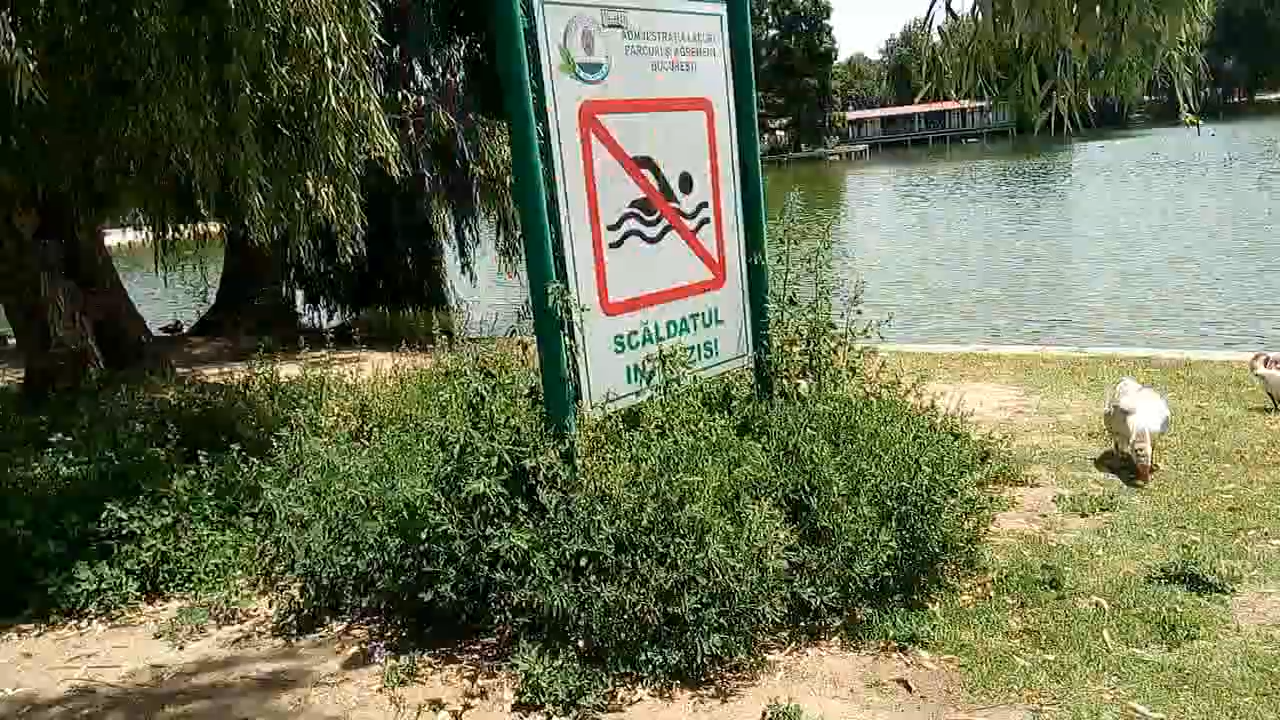 ADMINISTRAȚIA LACURI,
PARCURI ȘI AGREMENT
BUCUREȘTI
SCĂLDATUL